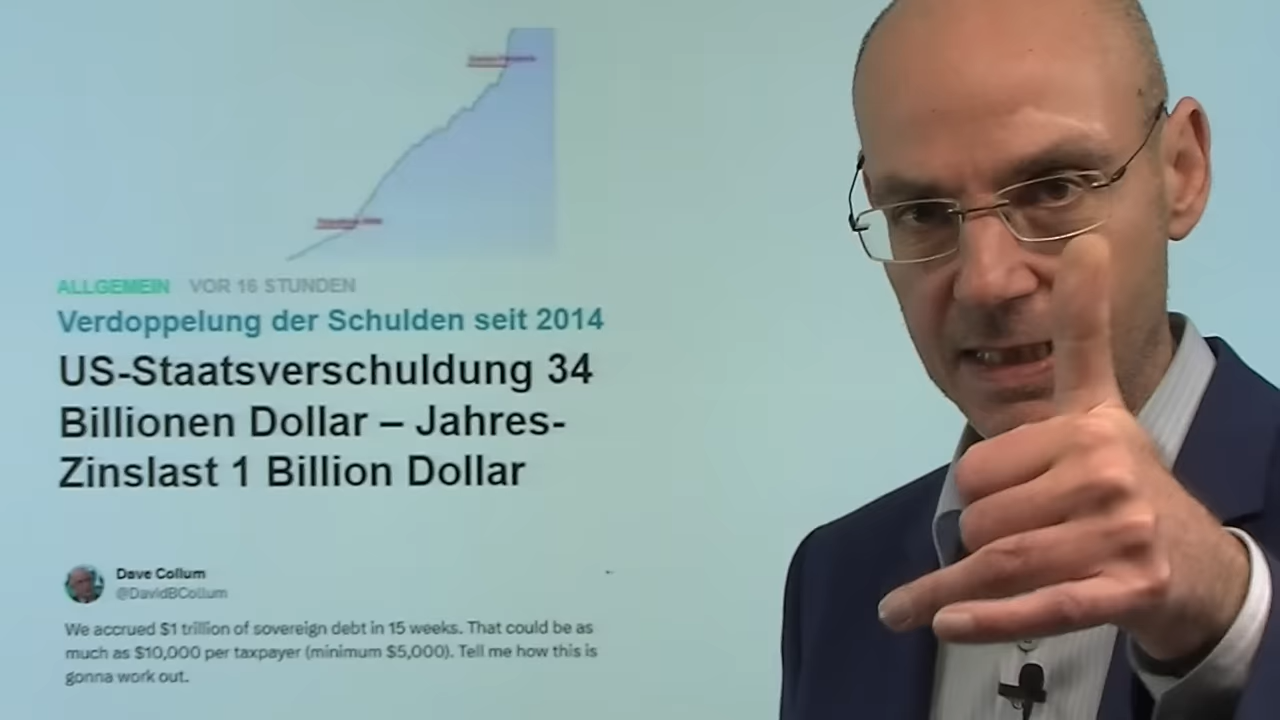 ALLGEMEIN VOR 16 STUNDEN
Verdoppelung der Schulden seit 2014
US-Staatsverschuldung 34
Billionen Dollar – Jahres-
Zinslast 1 Billion Dollar
Dave Collum
@DavidBCollum
We accrued $1 trillion of sovereign debt in 15 weeks. That could be as
much as $10,000 per taxpayer (minimum $5,000). Tell me how this is
gonna work out.